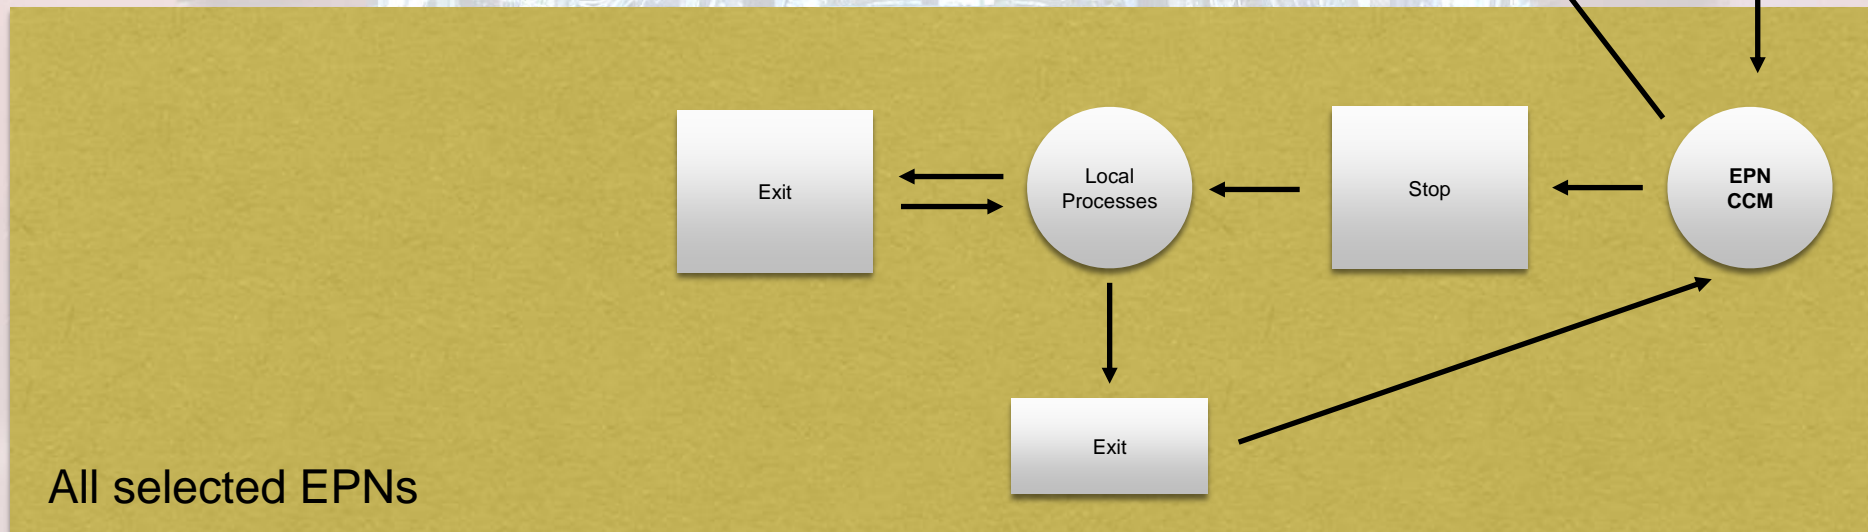 Exit
Local
Processes
Stop
EPN
CCM
Exit
All selected EPNs